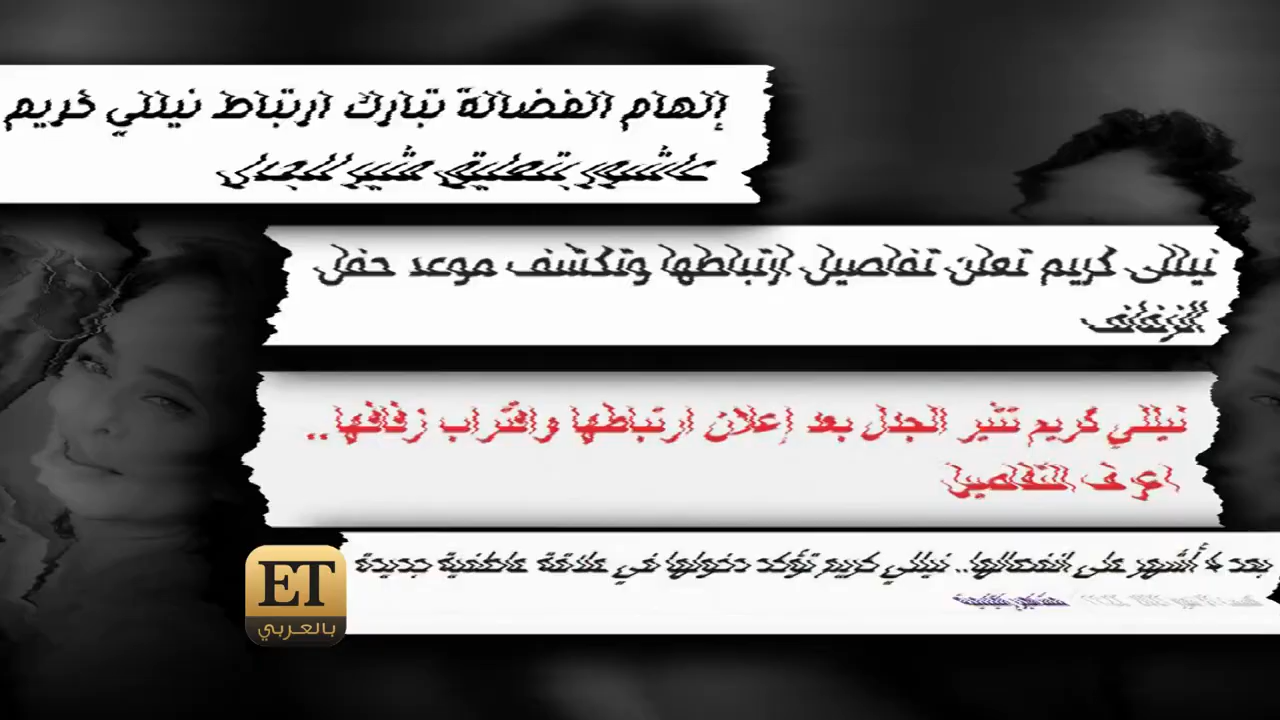 إلهام الفضالة تبارك ارتباط نيللي كريم
عاشور بتعليق مثير للجدل
نيللى كريم تعلن تفاصيل ارتباطها وتكشف موعد حفل
الزفاف
نيللي كريم تثير الجدل بعد إعلان ارتباطها واقتراب زفافها..
اعرف التفاصيل
بعد ٨ أشهر على انفصالها.. نيللي كريم تؤكد دخولها في علاقة عاطفية جديدة
ET
بالعربي